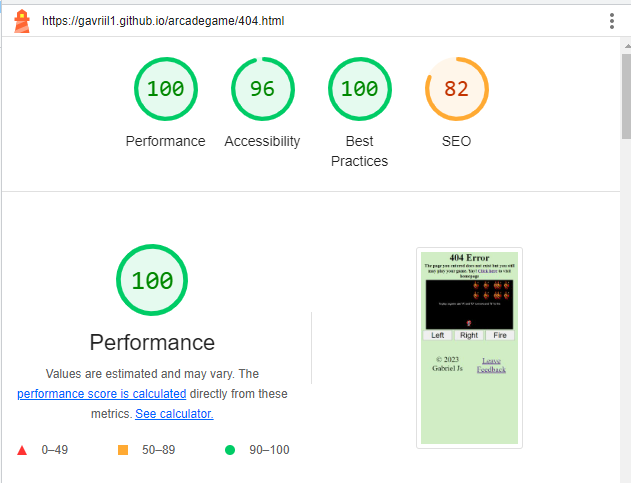 https://gavriil1.github.io/arcadegame/404.html
100
96
100
82
Performance
Accessibility
Best
Practices
SEO
100
Performance
Values are estimated and may vary. The
performance score is calculated directly from these
metrics. See calculator.
0–49
50–89
90–100
404 Error
The page you entered does not exist but you still
may play your game. Yay! Click here to visit
homepage
Left
Right
Fire
© 2023
Gabriel Js
Leave
Feedback